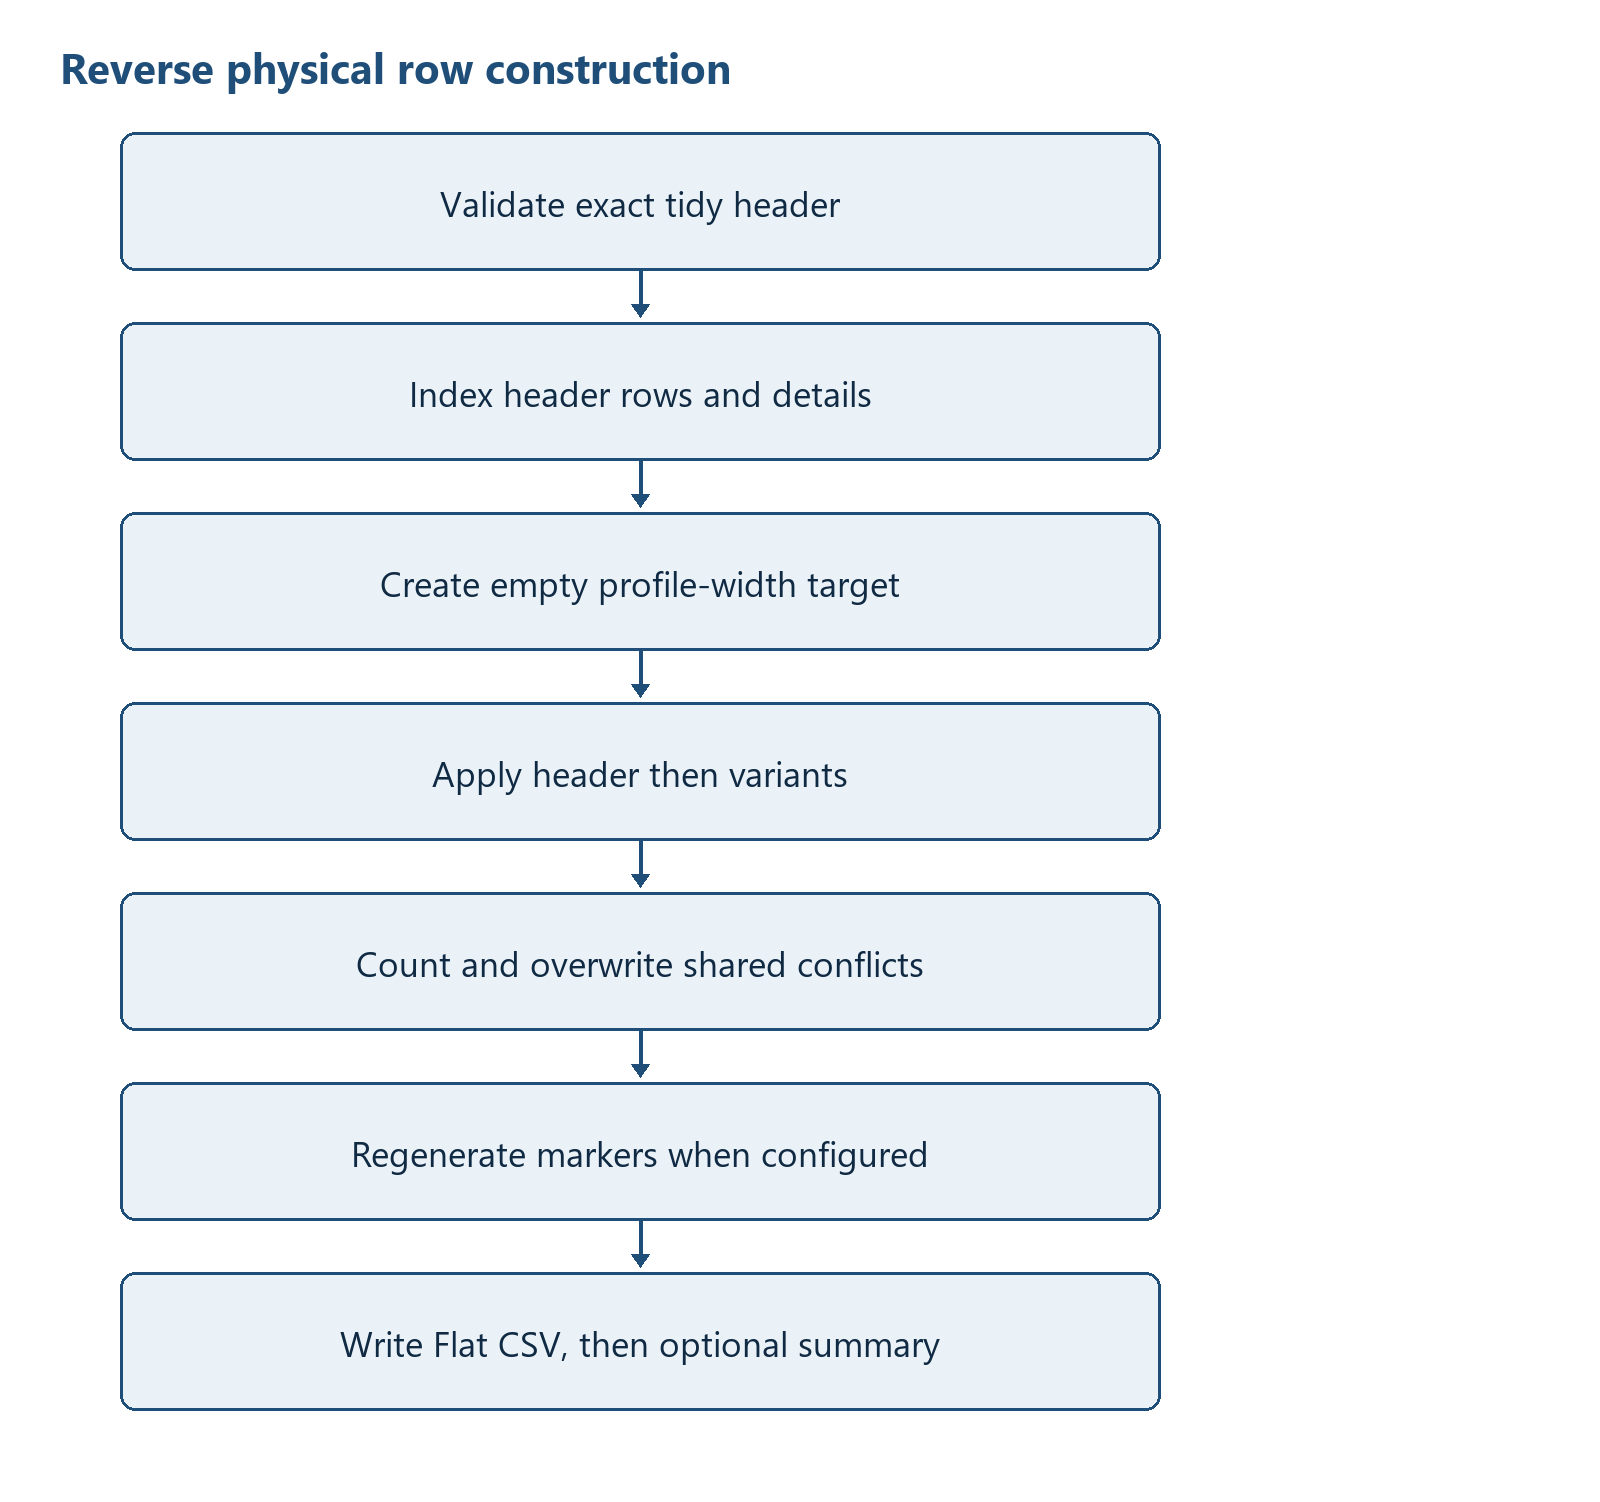 Reverse physical row construction
Validate exact tidy header
Index header rows and details
Create empty profile-width target
Apply header then variants
Count and overwrite shared conflicts
Regenerate markers when configured
Write Flat CSV, then optional summary